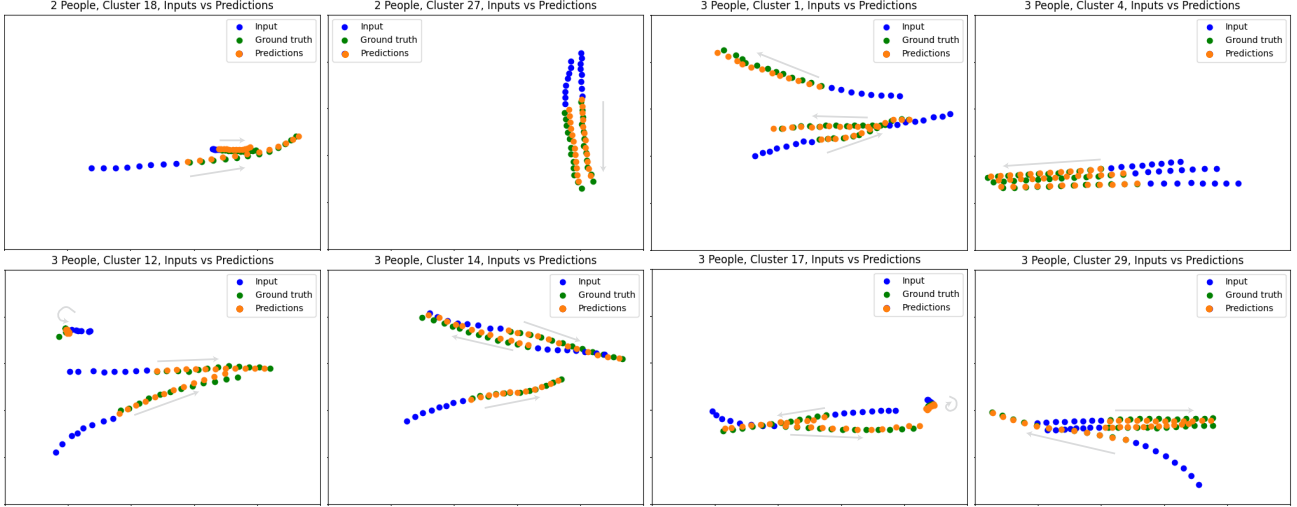 2 People, Cluster 18, Inputs vs Predictions
Input
Ground truth
Predictions
2 People, Cluster 27, Inputs vs Predictions
Input
Ground truth
Predictions
3 People, Cluster 1, Inputs vs Predictions
Input
Ground truth
Predictions
3 People, Cluster 4, Inputs vs Predictions
Input
Ground truth
Predictions
3 People, Cluster 12, Inputs vs Predictions
Input
Ground truth
Predictions
3 People, Cluster 14, Inputs vs Predictions
Input
Ground truth
Predictions
3 People, Cluster 17, Inputs vs Predictions
Input
Ground truth
Predictions
3 People, Cluster 29, Inputs vs Predictions
Input
Ground truth
Predictions